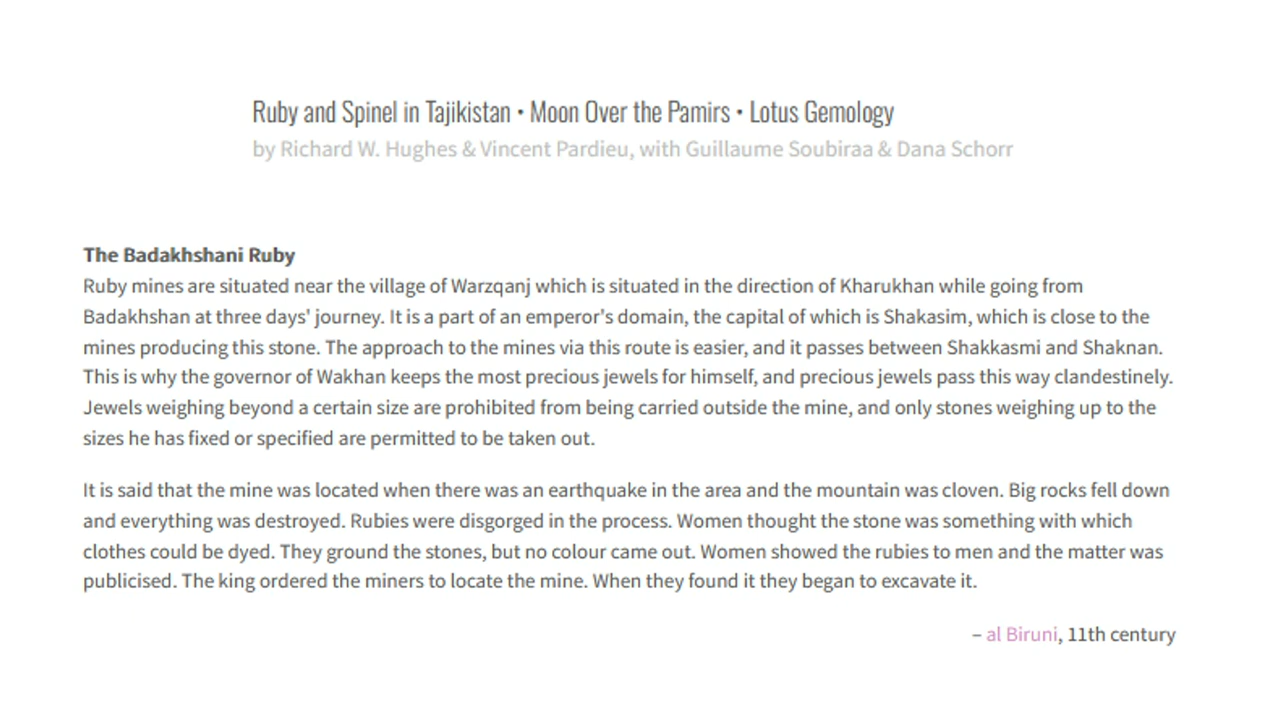 Ruby and Spinel in Tajikistan • Moon Over the Pamirs • Lotus Gemology
by Richard W. Hughes & Vincent Pardieu, with Guillaume Soubiraa & Dana Schorr
The Badakhshani Ruby
Ruby mines are situated near the village of Warzqanj which is situated in the direction of Kharukhan while going from
Badakhshan at three days' journey. It is a part of an emperor's domain, the capital of which is Shakasim, which is close to the
mines producing this stone. The approach to the mines via this route is easier, and it passes between Shakkasmi and Shaknan.
This is why the governor of Wakhan keeps the most precious jewels for himself, and precious jewels pass this way clandestinely.
Jewels weighing beyond a certain size are prohibited from being carried outside the mine, and only stones weighing up to the
sizes he has fixed or specified are permitted to be taken out.
It is said that the mine was located when there was an earthquake in the area and the mountain was cloven. Big rocks fell down
and everything was destroyed. Rubies were disgorged in the process. Women thought the stone was something with which
clothes could be dyed. They ground the stones, but no colour came out. Women showed the rubies to men and the matter was
publicised. The king ordered the miners to locate the mine. When they found it they began to excavate it.
– al Biruni, 11th century